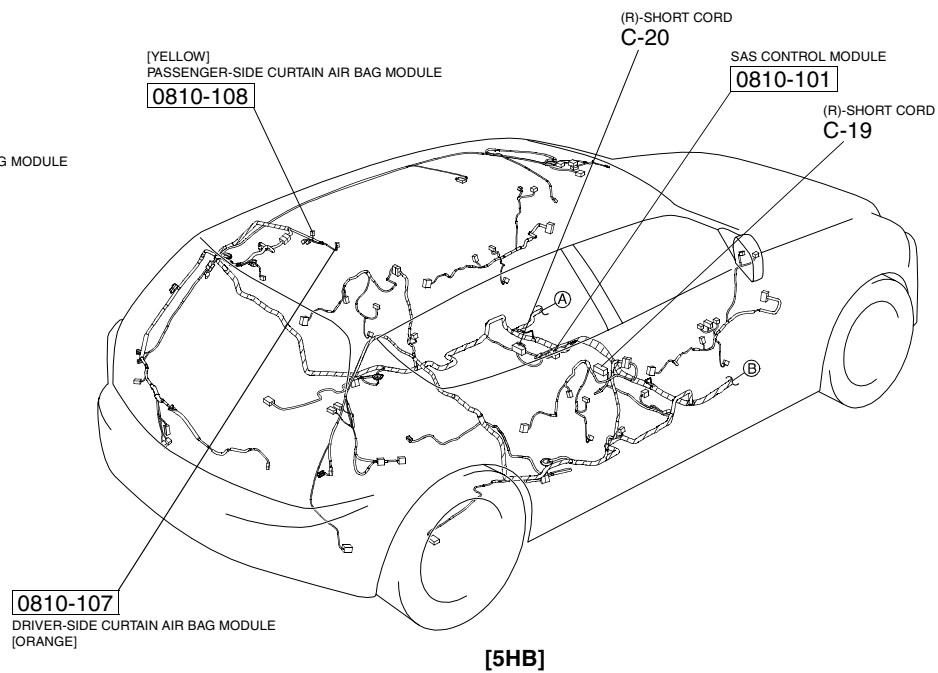 (R)-SHORT CORD
C-20
[YELLOW]
PASSENGER-SIDE CURTAIN AIR BAG MODULE
0810-108
SAS CONTROL MODULE
0810-101
(R)-SHORT CORD
C-19
G MODULE
A
B
0810-107
DRIVER-SIDE CURTAIN AIR BAG MODULE
[ORANGE]
[5HB]